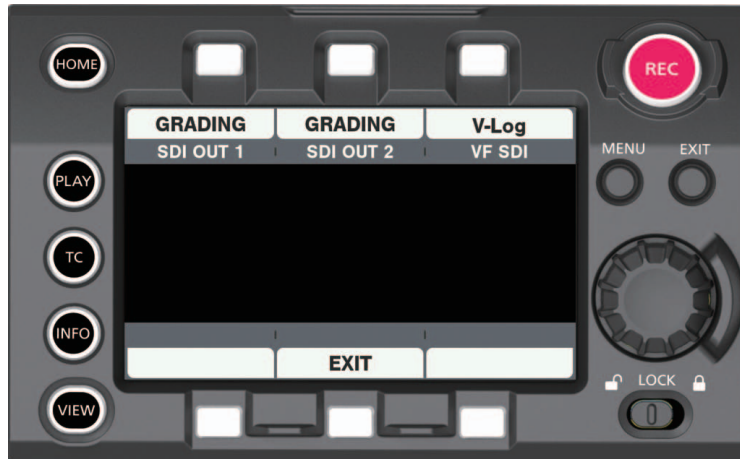 HOME
REC
GRADING GRADING V-Log
SDI OUT 1 SDI OUT 2 VF SDI
MENU EXIT
PLAY
TC
INFO
EXIT
VIEW
LOCK